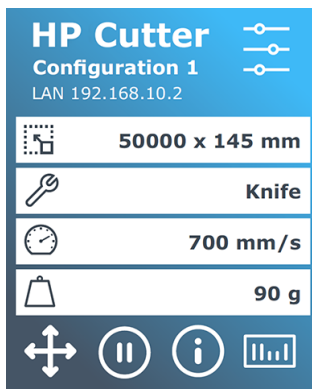 HP Cutter
Configuration 1
LAN 192.168.10.2
50000 x 145 mm
Knife
700 mm/s
90 g